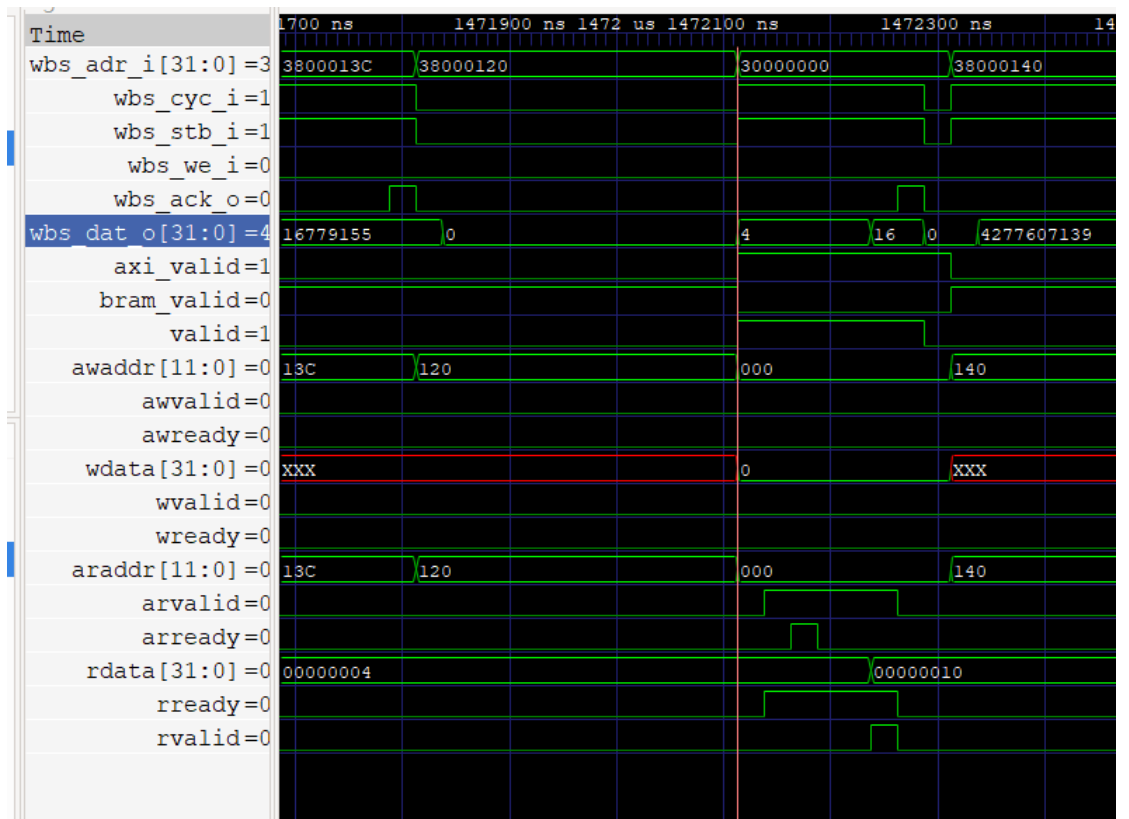 Time 1700 ns 1471900 ns 1472 us 1472100 ns 1472300 ns 14
wbs_adr_i[31:0]=3 3800013C 38000120 30000000 38000140
wbs_cyc_i=1
wbs_stb_i=1
wbs_we_i=0
wbs_ack_o=0
wbs_dat_o[31:0]=4 16779155 0 4 16 0 4277607139
axi_valid=1
bram_valid=0
valid=1
awaddr[11:0]=0 13C 120 000 140
awvalid=0
awready=0
wdata[31:0]=0 XXX 0 XXX
wvalid=0
wready=0
araddr[11:0]=0 13C 120 000 140
arvalid=0
arready=0
rdata[31:0]=0 00000004 00000010
rready=0
rvalid=0